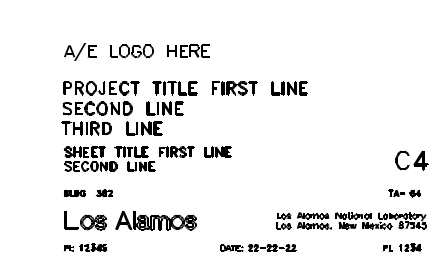 A/E LOGO HERE
PROJECT TITLE FIRST LINE
SECOND LINE
THIRD LINE
SHEET TITLE FIRST LINE
SECOND LINE
C4
BLDG 382
TA- 64
Los Alamos
Los Alamos National Laboratory
Los Alamos, New Mexico 87545
PI: 12345
DATE: 22-22-22
PL 1234